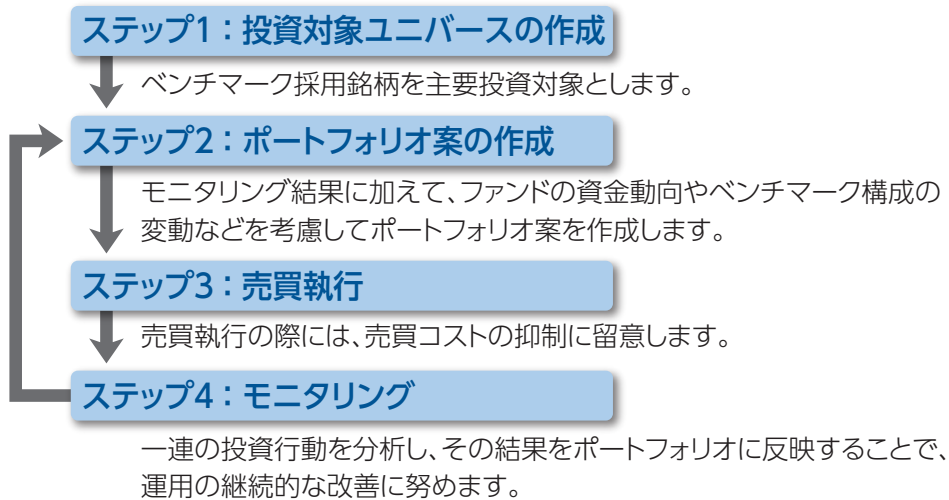 ステップ1：投資対象ユニバースの作成
ベンチマーク採用銘柄を主要投資対象とします。
ステップ2：ポートフォリオ案の作成
モニタリング結果に加えて、ファンドの資金動向やベンチマーク構成の
変動などを考慮してポートフォリオ案を作成します。
ステップ3：売買執行
売買執行の際には、売買コストの抑制に留意します。
ステップ4：モニタリング
一連の投資行動を分析し、その結果をポートフォリオに反映することで、
運用の継続的な改善に努めます。